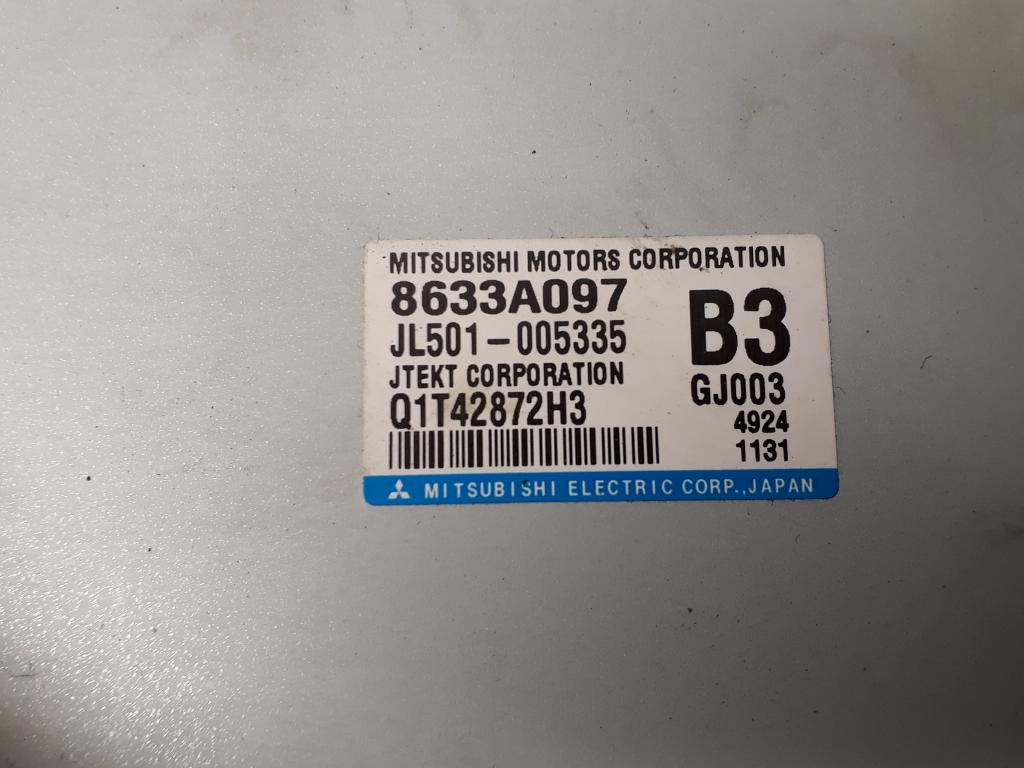 MITSUBISHI MOTORS CORPORATION
8633A097
B3
JL501-005335
JTEKT CORPORATION
GJ003
Q1T42872H3
4924
1131
MITSUBISHI ELECTRIC CORP., JAPAN